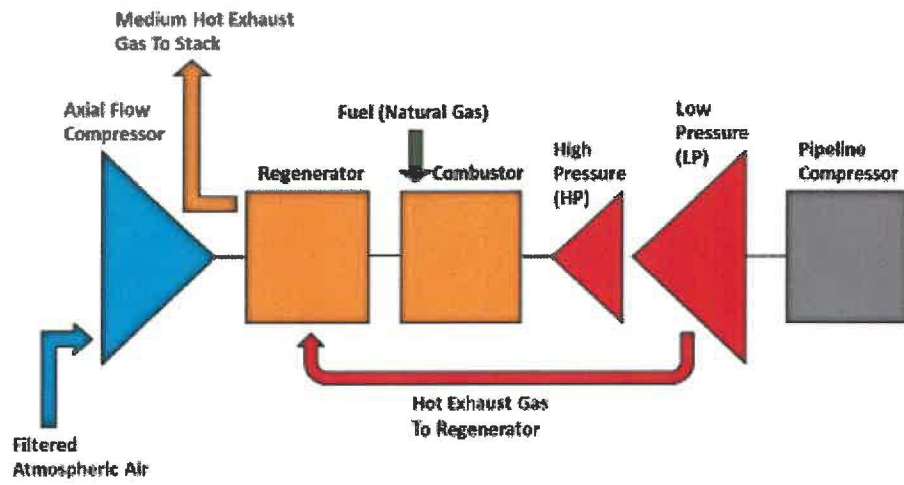 Medium Hot Exhaust
Gas To Stack
Axial Flow
Compressor
Fuel (Natural Gas)
Low
Pressure
(LP)
High
Pressure
(HP)
Pipeline
Compressor
Regenerator
Combustor
Hot Exhaust Gas
To Regenerator
Filtered
Atmospheric Air